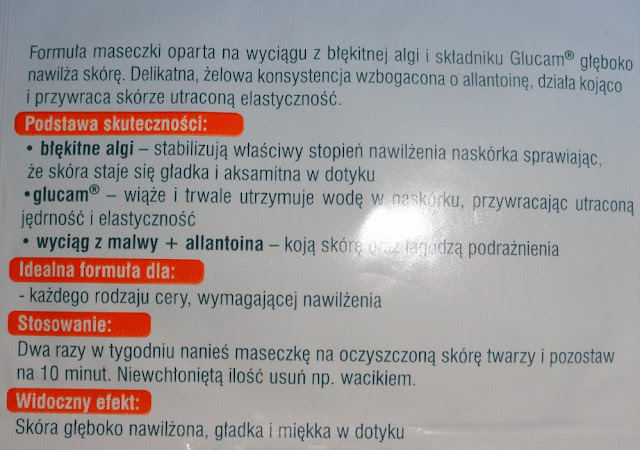 Formuła maseczki oparta na wyciągu z błękitnej algi i składniku Glucam® głęboko
nawilża skórę. Delikatna, żelowa konsystencja wzbogacona o allantoinę, działa kojąco
i przywraca skórze utraconą elastyczność.
Podstawa skuteczności:
• błękitne algi – stabilizują właściwy stopień nawilżenia naskórka sprawiając,
że skóra staje się gładka i aksamitna w dotyku
•glucam® – wiąże i trwale utrzymuje wodę w naskórku, przywracając utraconą
jędrność i elastyczność
• wyciąg z malwy + allantoina – koją skórę oraz łagodzą podrażnienia
Idealna formuła dla:
- każdego rodzaju cery, wymagającej nawilżenia
Stosowanie:
Dwa razy w tygodniu nanieś maseczkę na oczyszczoną skórę twarzy i pozostaw
na 10 minut. Niewchłoniętą ilość usuń np. wacikiem.
Widoczny efekt:
Skóra głęboko nawilżona, gładka i miękka w dotyku